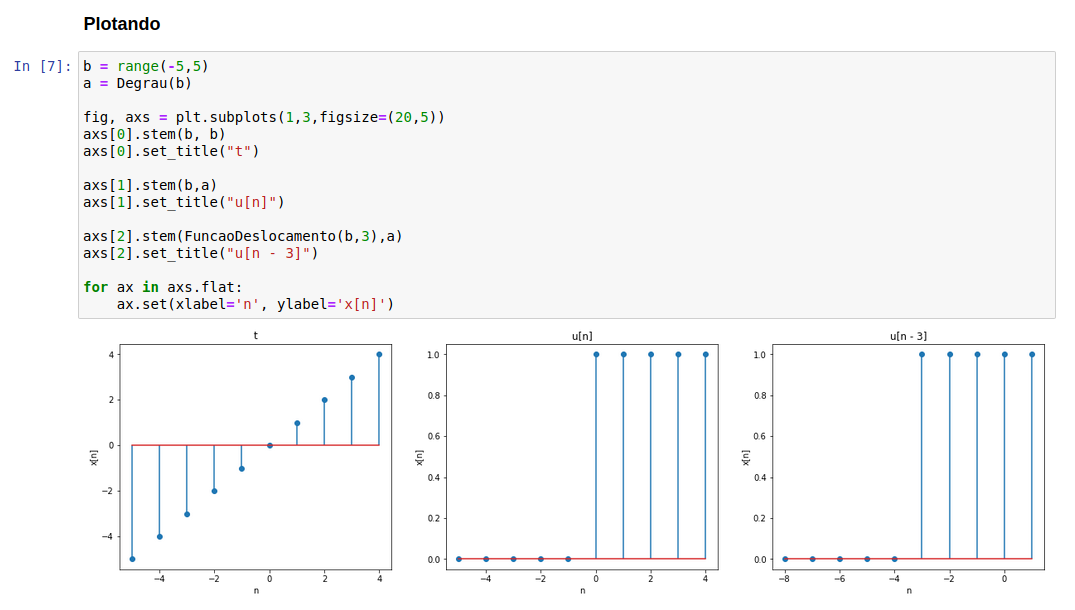 Plotando
In [7]:
b = range(-5,5)
a = Degrau(b)
fig, axs = plt.subplots(1,3,figsize=(20,5))
axs[0].stem(b, b)
axs[0].set_title("t")
axs[1].stem(b,a)
axs[1].set_title("u[n]")
axs[2].stem(FuncaoDeslocamento(b,3),a)
axs[2].set_title("u[n - 3]")
for ax in axs.flat:
    ax.set(xlabel='n', ylabel='x[n]')
t
4
2
0
−2
−4
x[n]
−4 −2 0 2 4
n
u[n]
1.0
0.8
0.6
0.4
0.2
0.0
x[n]
−4 −2 0 2 4
n
u[n - 3]
1.0
0.8
0.6
0.4
0.2
0.0
x[n]
−8 −6 −4 −2 0
n